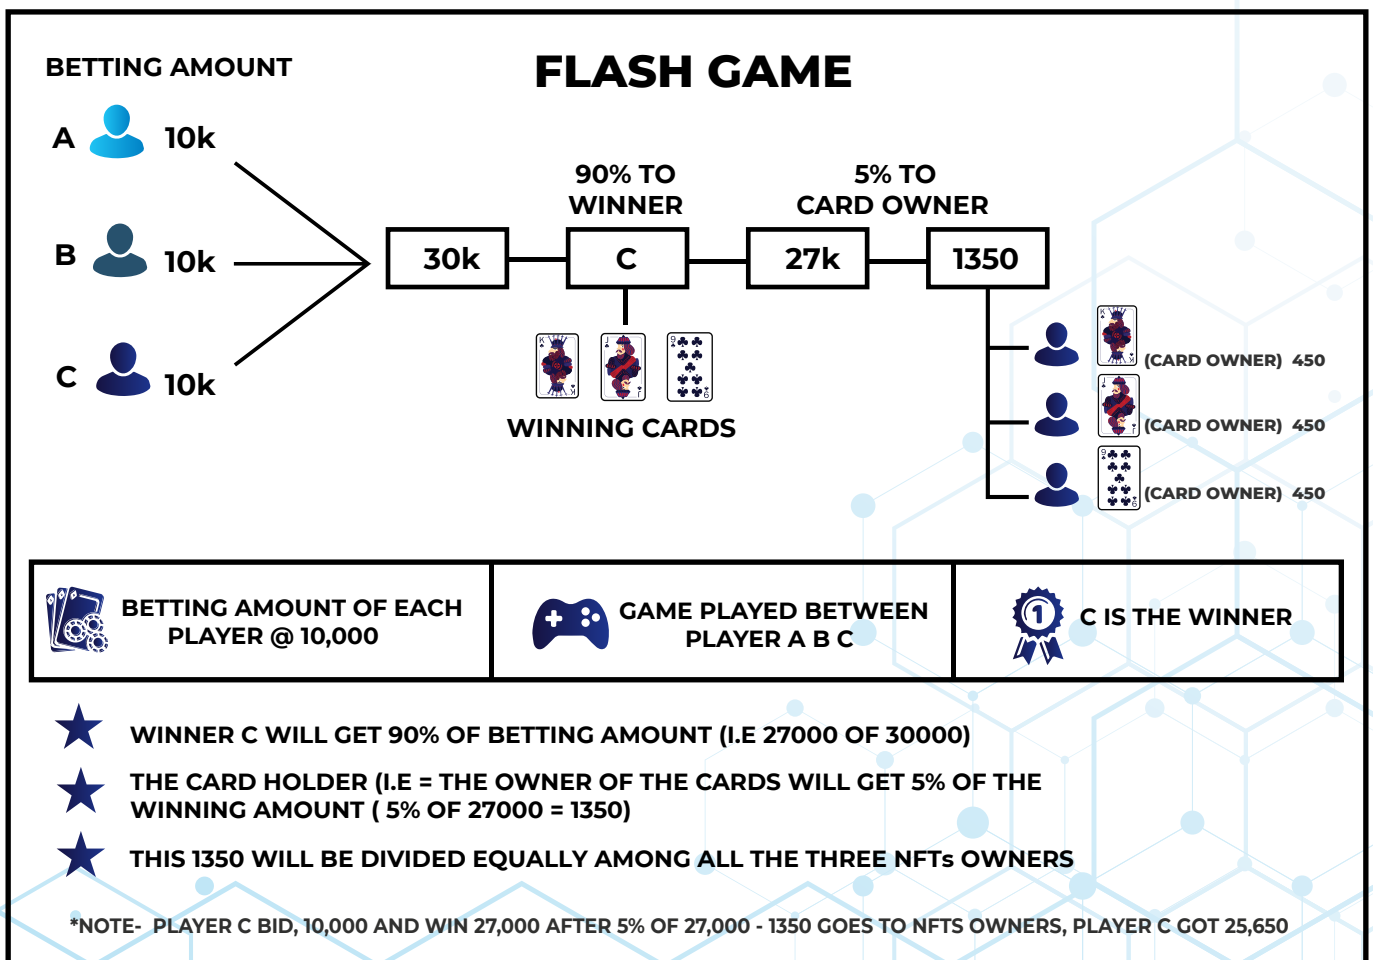 FLASH GAME
BETTING AMOUNT
A 10k
B 10k
C 10k
30k
90% TO
WINNER
C
27k
5% TO
CARD OWNER
1350
K
K
J
J
9
9
WINNING CARDS
K
K
(CARD OWNER) 450
J
J
(CARD OWNER) 450
9
9
(CARD OWNER) 450
BETTING AMOUNT OF EACH
PLAYER @ 10,000
GAME PLAYED BETWEEN
PLAYER A B C
1
C IS THE WINNER
WINNER C WILL GET 90% OF BETTING AMOUNT (I.E 27000 OF 30000)
THE CARD HOLDER (I.E = THE OWNER OF THE CARDS WILL GET 5% OF THE
WINNING AMOUNT ( 5% OF 27000 = 1350)
THIS 1350 WILL BE DIVIDED EQUALLY AMONG ALL THE THREE NFTs OWNERS
*NOTE- PLAYER C BID, 10,000 AND WIN 27,000 AFTER 5% OF 27,000 - 1350 GOES TO NFTS OWNERS, PLAYER C GOT 25,650